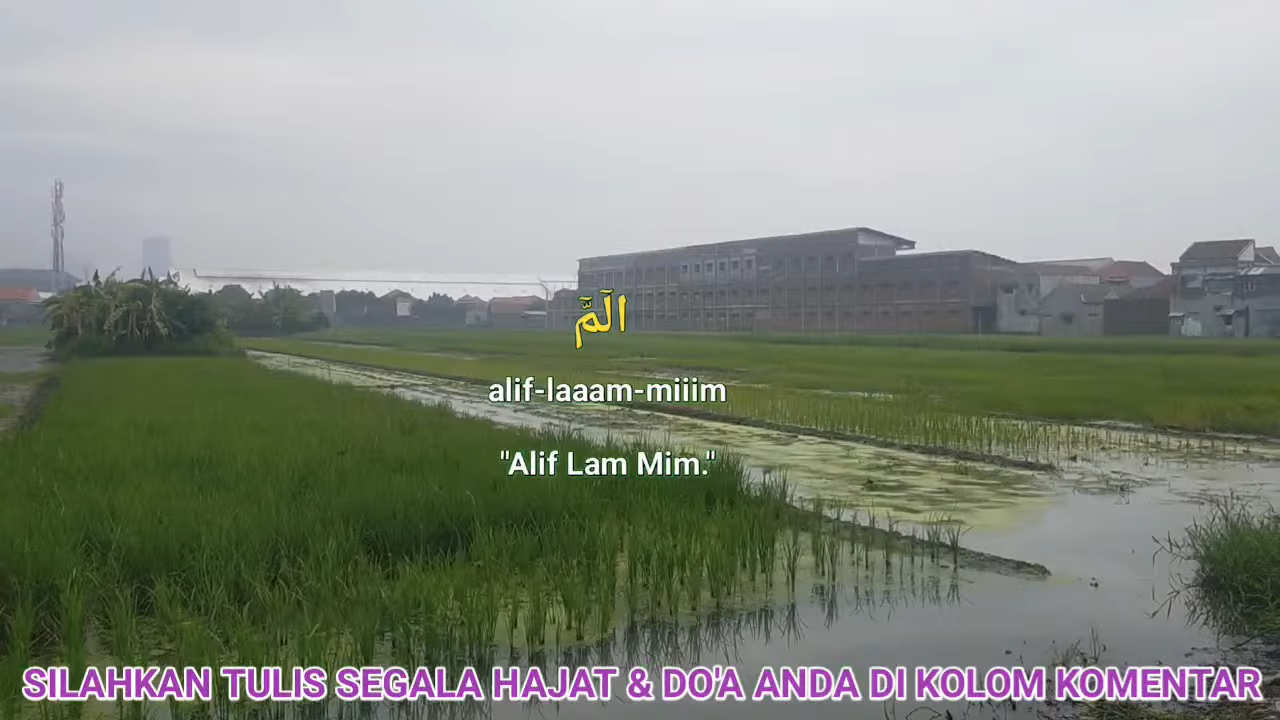 الٓمّٓ
alif-laaam-miiim
"Alif Lam Mim."
SILAHKAN TULIS SEGALA HAJAT & DO'A ANDA DI KOLOM KOMENTAR